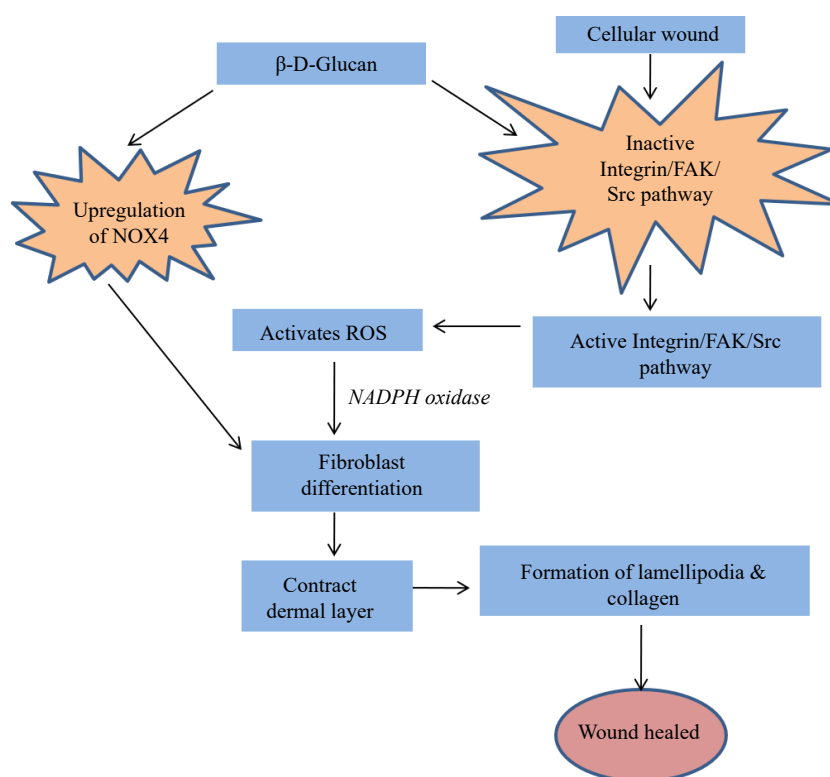 Cellular wound
β-D-Glucan
Inactive
Integrin/FAK/
Src pathway
Upregulation
of NOX4
Activates ROS
Active Integrin/FAK/Src
pathway
NADPH oxidase
Fibroblast
differentiation
Contract
dermal layer
Formation of lamellipodia &
collagen
Wound healed